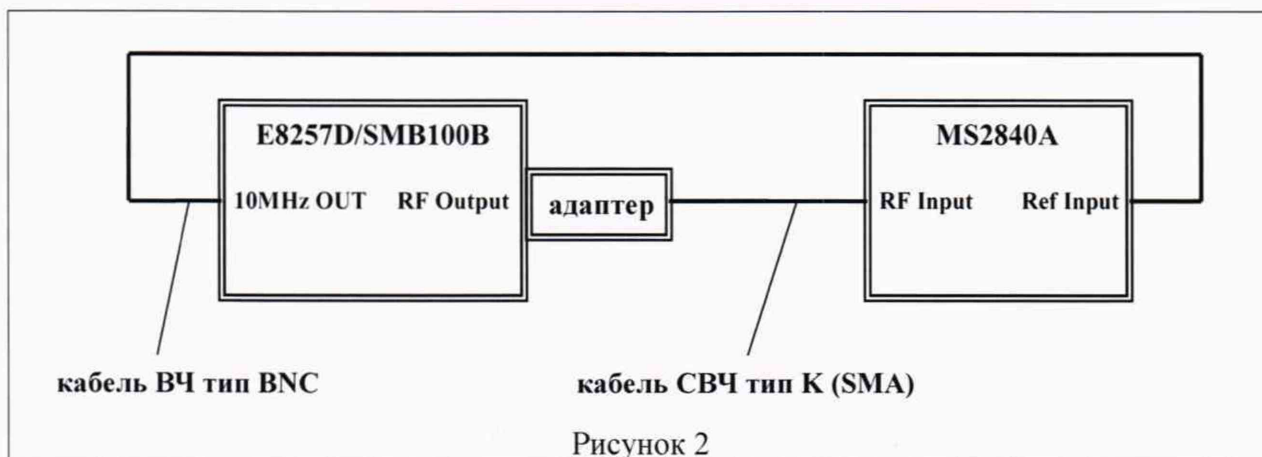 E8257D/SMB100B
MS2840A
10MHz OUT RF Output
адаптер
RF Input Ref Input
кабель ВЧ тип BNC
кабель СВЧ тип K (SMA)
Рисунок 2